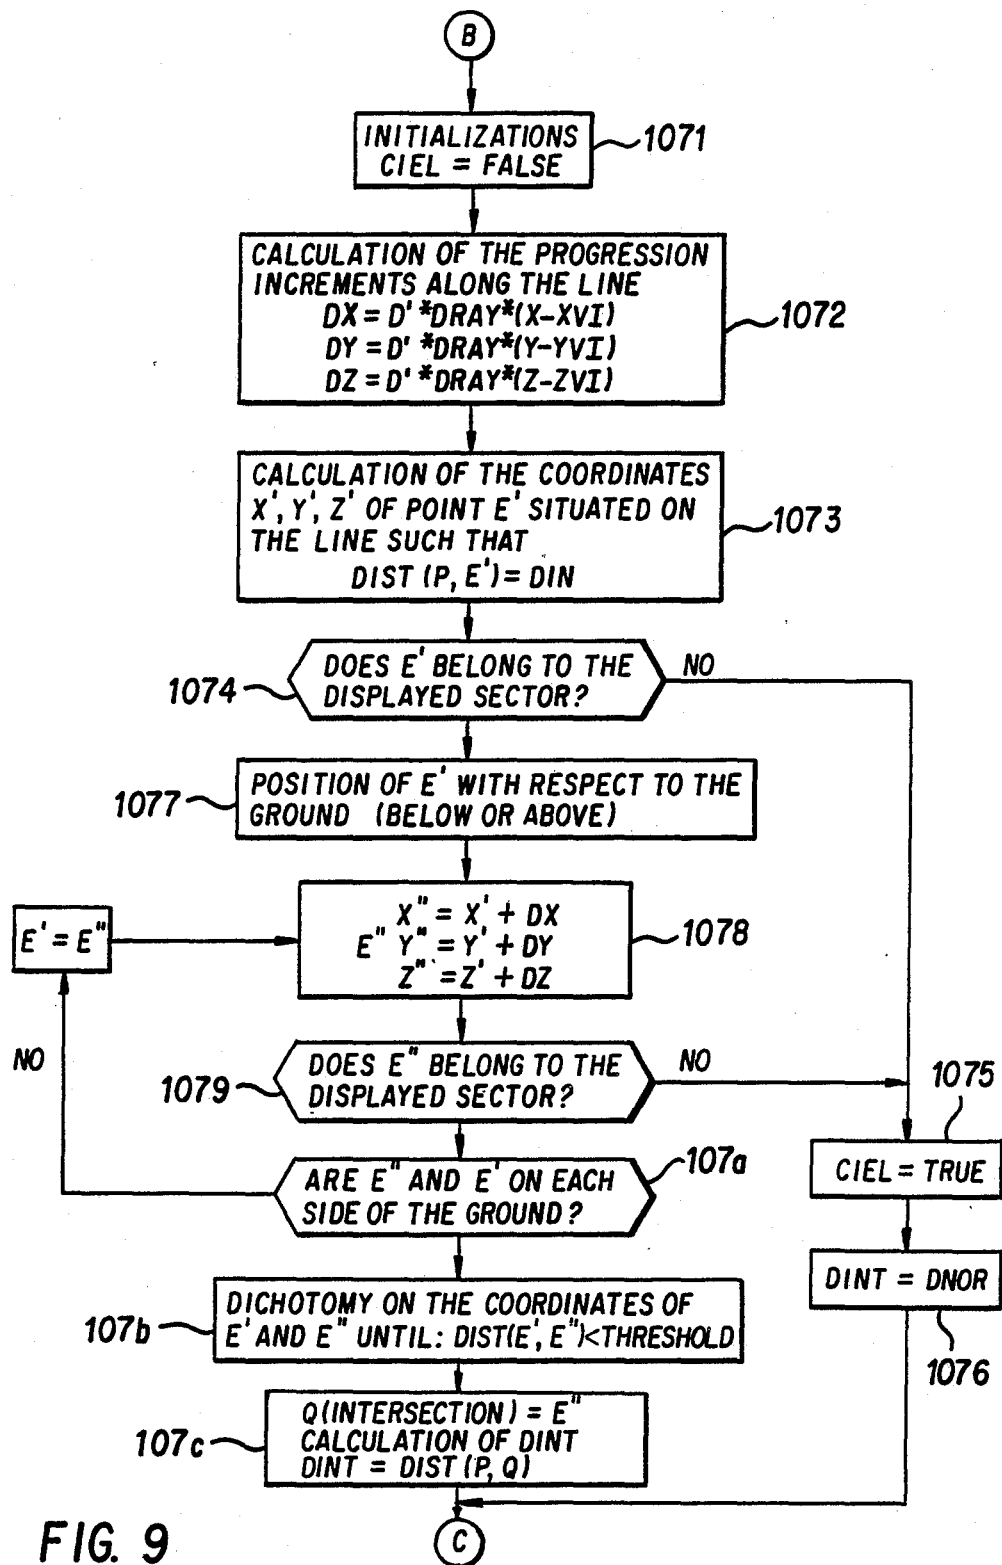 B
INITIALIZATIONS
CIEL = FALSE
1071
CALCULATION OF THE PROGRESSION
INCREMENTS ALONG THE LINE
DX = D' *DRAY*(X-XVI)
DY = D' *DRAY*(Y-YVI)
DZ = D' *DRAY*(Z-ZVI)
1072
CALCULATION OF THE COORDINATES
X', Y', Z' OF POINT E' SITUATED ON
THE LINE SUCH THAT
DIST (P, E') = DIN
1073
DOES E' BELONG TO THE
DISPLAYED SECTOR?
1074
NO
POSITION OF E' WITH RESPECT TO THE
GROUND (BELOW OR ABOVE)
1077
E' = E"
X" = X' + DX
E" Y" = Y' + DY
Z" = Z' + DZ
1078
NO
DOES E" BELONG TO THE
DISPLAYED SECTOR?
1079
NO
1075
CIEL = TRUE
ARE E" AND E' ON EACH
SIDE OF THE GROUND?
107a
DINT = DNOR
1076
DICHOTOMY ON THE COORDINATES OF
E' AND E" UNTIL: DIST(E', E")<THRESHOLD
107b
Q(INTERSECTION) = E"
CALCULATION OF DINT
DINT = DIST (P, Q)
107c
C
FIG. 9